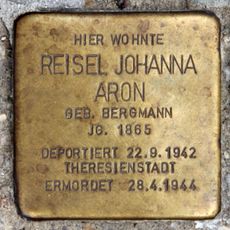 HIER WOHNTE
REISEL JOHANNA
ARON
GEB. BERGMANN
JG. 1865
DEPORTIERT 22.9.1942
THERESIENSTADT
ERMORDET 28.4.1944